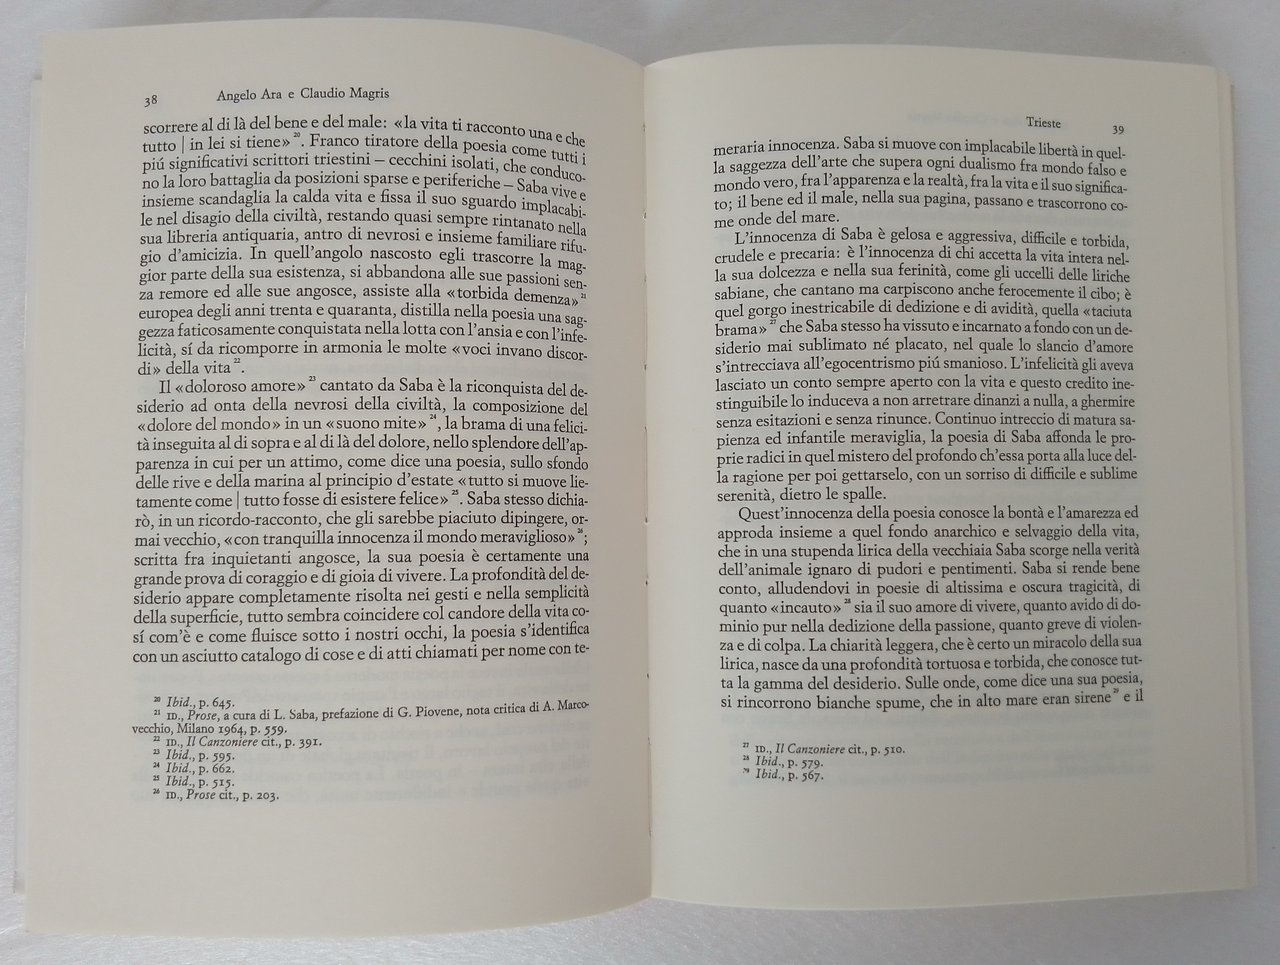 38 Angelo Ara e Claudio Magris
scorrere al di là del bene e del male: «la vita ti racconto una e che
tutto | in lei si tiene» 20. Franco tiratore della poesia come tutti i
piú significativi scrittori triestini – cecchini isolati, che conduco-
no la loro battaglia da posizioni sparse e periferiche – Saba vive e
insieme scandaglia la calda vita e fissa il suo sguardo implacabi-
le nel disagio della civiltà, restando quasi sempre rintanato nella
sua libreria antiquaria, antro di nevrosi e insieme familiare rifu-
gio d'amicizia. In quell'angolo nascosto egli trascorre la mag-
gior parte della sua esistenza, si abbandona alle sue passioni sen-
za remore ed alle sue angosce, assiste alla «torbida demenza» 21
europea degli anni trenta e quaranta, distilla nella poesia una sag-
gezza faticosamente conquistata nella lotta con l'ansia e con l'infe-
licità, sí da ricomporre in armonia le molte «voci invano discor-
di» della vita 22.
Il «doloroso amore» 23 cantato da Saba è la riconquista del de-
siderio ad onta della nevrosi della civiltà, la composizione del
«dolore del mondo» in un «suono mite» 24, la brama di una felici-
tà inseguita al di sopra e al di là del dolore, nello splendore dell'ap-
parenza in cui per un attimo, come dice una poesia, sullo sfondo
delle rive e della marina al principio d'estate «tutto si muove lie-
tamente come | tutto fosse di esistere felice» 25. Saba stesso dichia-
rò, in un ricordo-racconto, che gli sarebbe piaciuto dipingere, or-
mai vecchio, «con tranquilla innocenza il mondo meraviglioso» 26;
scritta fra inquietanti angosce, la sua poesia è certamente una
grande prova di coraggio e di gioia di vivere. La profondità del de-
siderio appare completamente risolta nei gesti e nella semplicità
della superficie, tutto sembra coincidere col candore della vita co-
sí com'è e come fluisce sotto i nostri occhi, la poesia s'identifica
con un asciutto catalogo di cose e di atti chiamati per nome con te-
20 Ibid., p. 645.
21 ID., Prose, a cura di L. Saba, prefazione di G. Piovene, nota critica di A. Marco-
vecchio, Milano 1964, p. 559.
22 ID., Il Canzoniere cit., p. 391.
23 Ibid., p. 595.
24 Ibid., p. 662.
25 Ibid., p. 515.
26 ID., Prose cit., p. 203.
Trieste 39
meraria innocenza. Saba si muove con implacabile libertà in quel-
la saggezza dell'arte che supera ogni dualismo fra mondo falso e
mondo vero, fra l'apparenza e la realtà, fra la vita e il suo significa-
to; il bene ed il male, nella sua pagina, passano e trascorrono co-
me onde del mare.
L'innocenza di Saba è gelosa e aggressiva, difficile e torbida,
crudele e precaria: è l'innocenza di chi accetta la vita intera nel-
la sua dolcezza e nella sua ferinità, come gli uccelli delle liriche
sabiane, che cantano ma carpiscono anche ferocemente il cibo; è
quel gorgo inestricabile di dedizione e di avidità, quella «taciuta
brama» 27 che Saba stesso ha vissuto e incarnato a fondo con un de-
siderio mai sublimato né placato, nel quale lo slancio d'amore
s'intrecciava all'egocentrismo piú smanioso. L'infelicità gli aveva
lasciato un conto sempre aperto con la vita e questo credito ine-
stinguibile lo induceva a non arretrare dinanzi a nulla, a ghermire
senza esitazioni e senza rinunce. Continuo intreccio di matura sa-
pienza ed infantile meraviglia, la poesia di Saba affonda le pro-
prie radici in quel mistero del profondo ch'essa porta alla luce del-
la ragione per poi gettarselo, con un sorriso di difficile e sublime
serenità, dietro le spalle.
Quest'innocenza della poesia conosce la bontà e l'amarezza ed
approda insieme a quel fondo anarchico e selvaggio della vita,
che in una stupenda lirica della vecchiaia Saba scorge nella verità
dell'animale ignaro di pudori e pentimenti. Saba si rende bene
conto, alludendovi in poesie di altissima e oscura tragicità, di
quanto «incauto» 28 sia il suo amore di vivere, quanto avido di do-
minio pur nella dedizione della passione, quanto greve di violen-
za e di colpa. La chiarità leggera, che è certo un miracolo della sua
lirica, nasce da una profondità tortuosa e torbida, che conosce tut-
ta la gamma del desiderio. Sulle onde, come dice una sua poesia,
si rincorrono bianche spume, che in alto mare eran sirene 29 e il
27 ID., Il Canzoniere cit., p. 510.
28 Ibid., p. 579.
29 Ibid., p. 567.